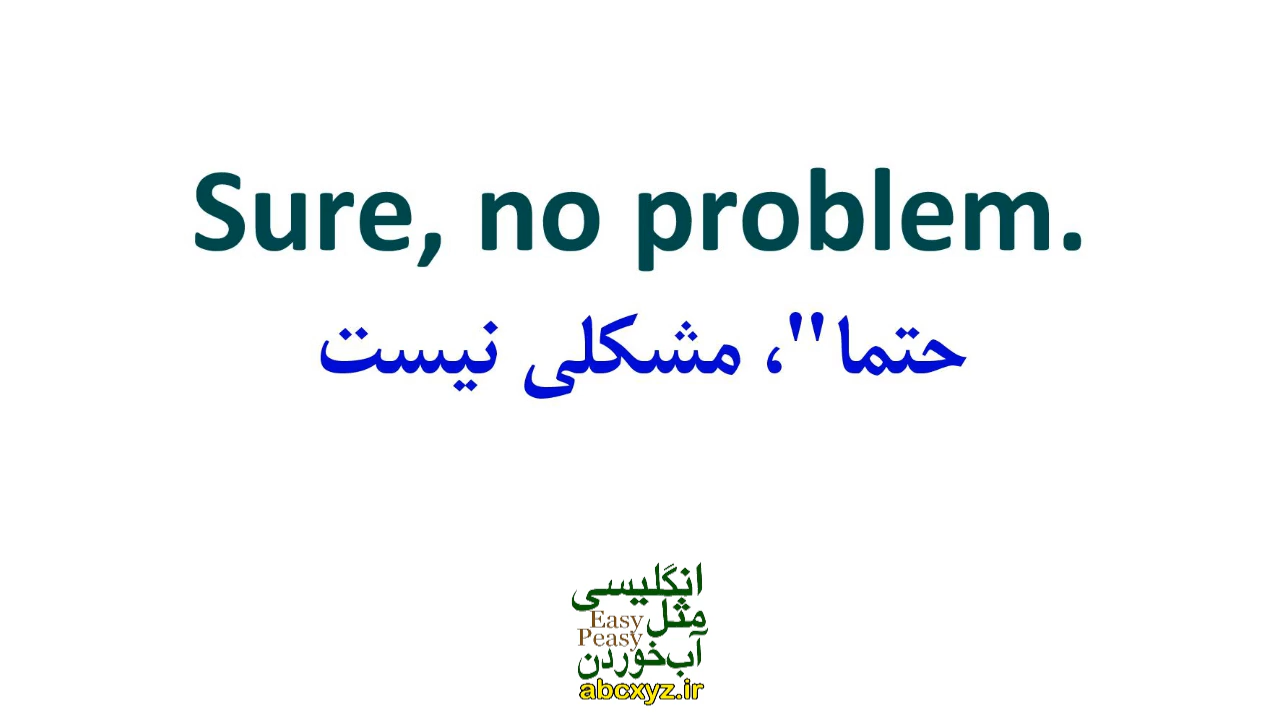 Sure, no problem.
حتما"، مشکلی نیست
انگلیسی
مثل
Easy
Peasy
آب‌خوردن
abcxyz.ir